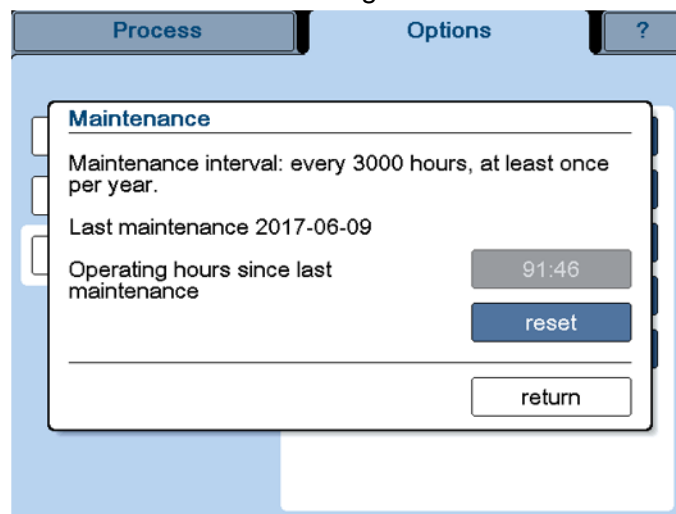 Process Options ?
Maintenance
Maintenance interval: every 3000 hours, at least once
per year.
Last maintenance 2017-06-09
Operating hours since last
maintenance
91:46
reset
return